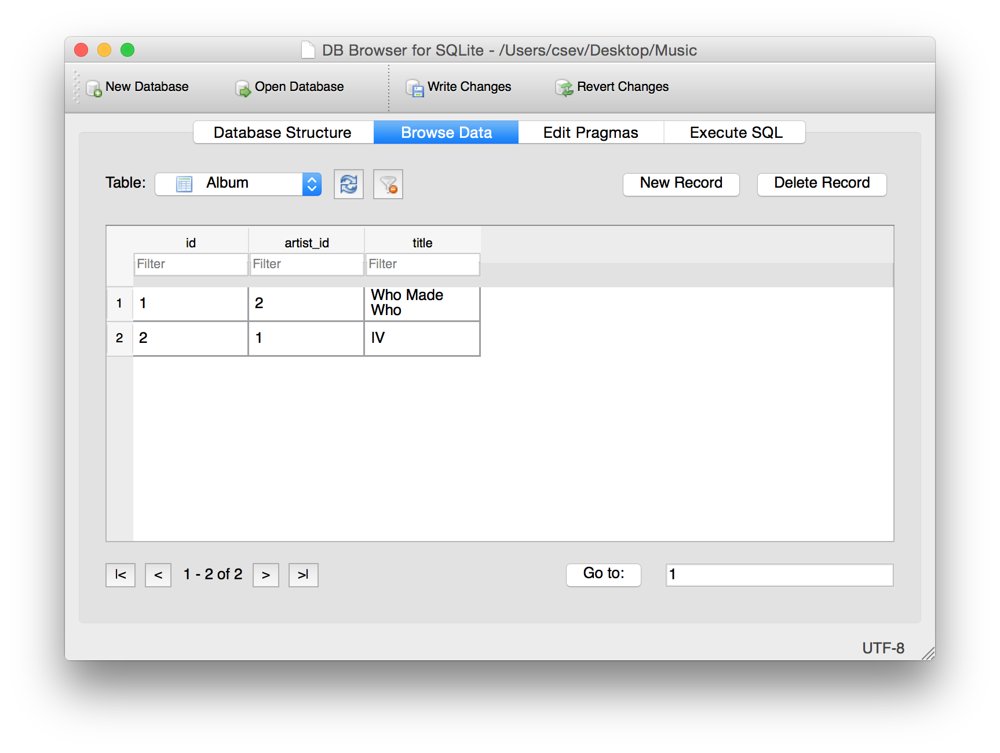 DB Browser for SQLite - /Users/csev/Desktop/Music
New Database Open Database Write Changes Revert Changes
Database Structure Browse Data Edit Pragmas Execute SQL
Table: Album New Record Delete Record
id artist_id title
Filter Filter Filter
1 1 2 Who Made
Who
2 2 1 IV
|< < 1 - 2 of 2 > >| Go to: 1
UTF-8